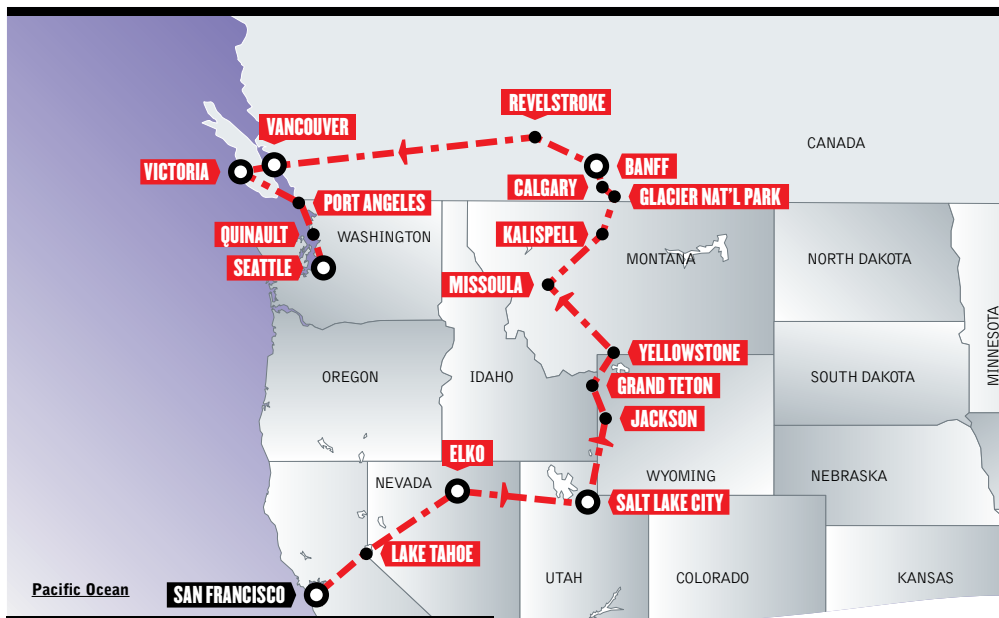 REVELSTROKE
VANCOUVER
CANADA
VICTORIA
BANFF
CALGARY
GLACIER NAT'L PARK
PORT ANGELES
QUINAULT
WASHINGTON
KALISPELL
SEATTLE
MONTANA
NORTH DAKOTA
MISSOULA
MINNESOTA
YELLOWSTONE
OREGON
IDAHO
GRAND TETON
SOUTH DAKOTA
JACKSON
ELKO
NEVADA
WYOMING
NEBRASKA
SALT LAKE CITY
LAKE TAHOE
UTAH
COLORADO
KANSAS
Pacific Ocean
SAN FRANCISCO